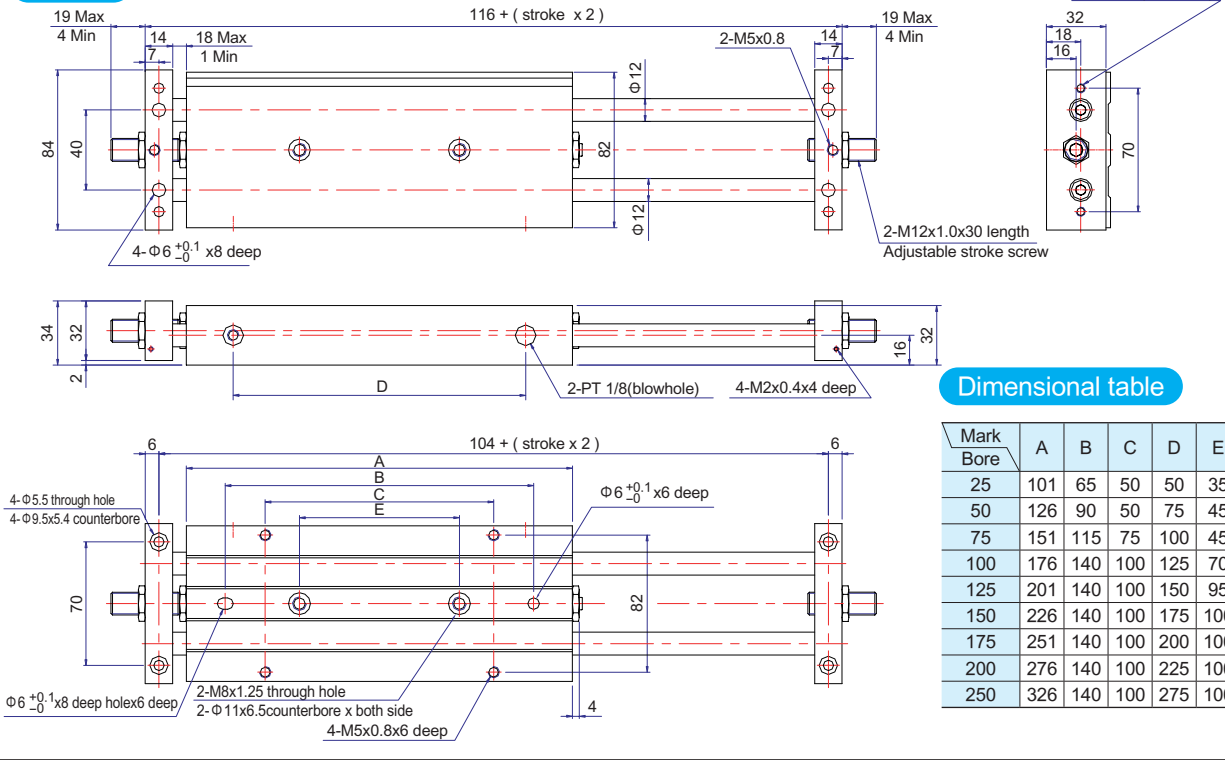 116 + ( stroke x 2 )
19 Max
4 Min
14
18 Max
1 Min
7
2-M5x0.8
14
7
19 Max
4 Min
32
18
16
Φ12
84
40
82
70
Φ12
4-Φ6 +0.1 -0 x8 deep
2-M12x1.0x30 length
Adjustable stroke screw
34
32
2
16
32
D
2-PT 1/8(blowhole)
4-M2x0.4x4 deep
Dimensional table
Mark
Bore
A B C D E
25 101 65 50 50 35
50 126 90 50 75 45
75 151 115 75 100 45
100 176 140 100 125 70
125 201 140 100 150 95
150 226 140 100 175
175 251 140 100 200
200 276 140 100 225
250 326 140 100 275
6
104 + ( stroke x 2 )
6
A
B
C
E
Φ6 +0.1 -0 x6 deep
4-Φ5.5 through hole
4-Φ9.5x5.4 counterbore
70
82
Φ6 +0.1 -0 x8 deep holex6 deep
2-M8x1.25 through hole
2-Φ11x6.5counterbore x both side
4-M5x0.8x6 deep
4